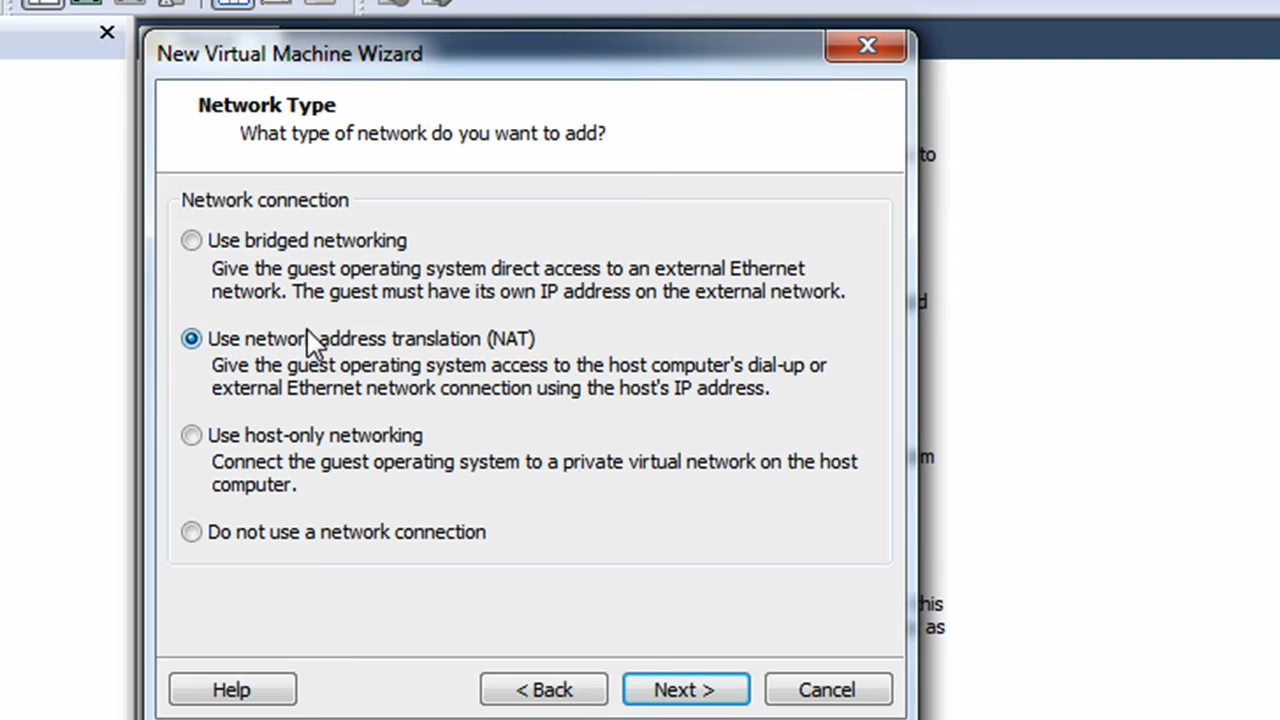 New Virtual Machine Wizard
Network Type
What type of network do you want to add?
to
Network connection
Use bridged networking
Give the guest operating system direct access to an external Ethernet
network. The guest must have its own IP address on the external network.
Use network address translation (NAT)
Give the guest operating system access to the host computer's dial-up or
external Ethernet network connection using the host's IP address.
Use host-only networking
Connect the guest operating system to a private virtual network on the host
computer.
Do not use a network connection
as
Help
< Back
Next >
Cancel